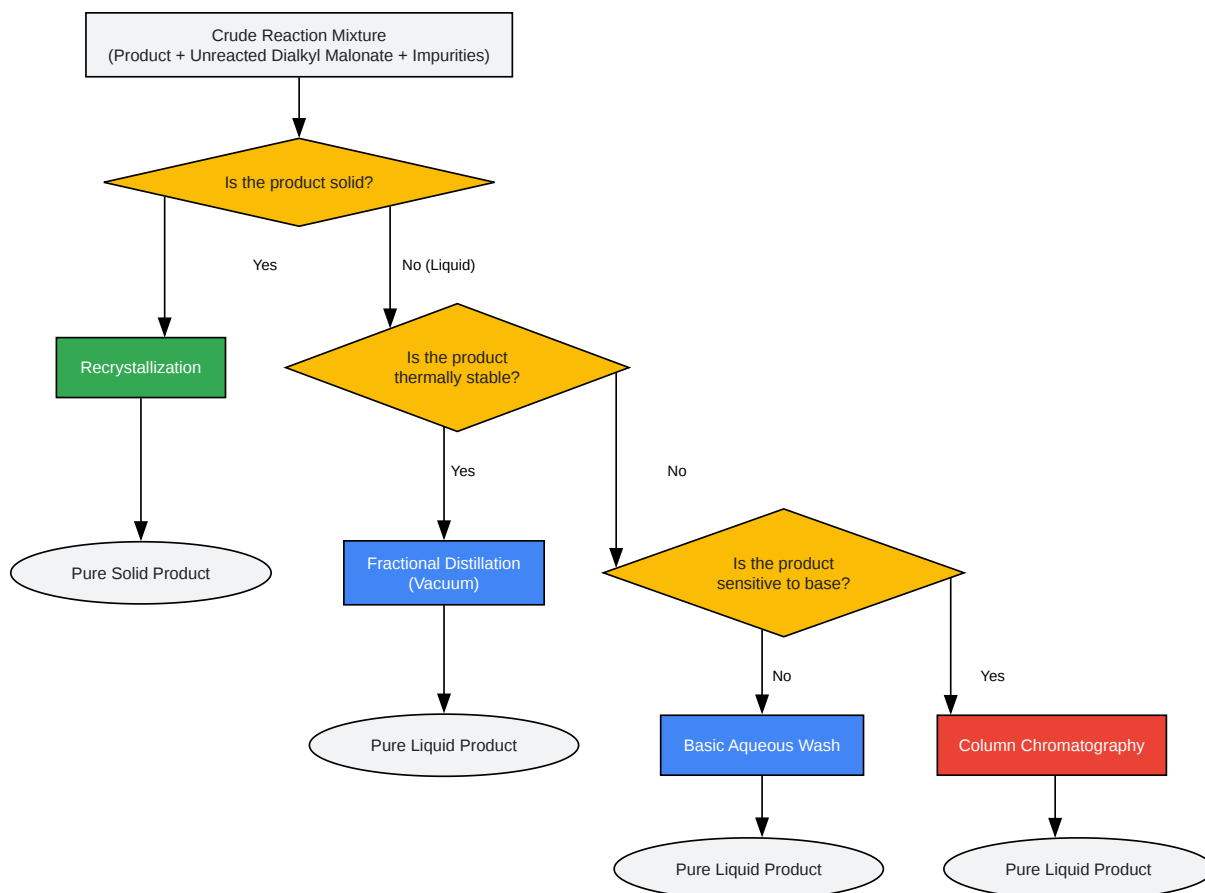 Crude Reaction Mixture
(Product + Unreacted Dialkyl Malonate + Impurities)
Is the product solid?
Yes
No (Liquid)
Recrystallization
Is the product
thermally stable?
Yes
No
Pure Solid Product
Fractional Distillation
(Vacuum)
Is the product
sensitive to base?
No
Yes
Pure Liquid Product
Basic Aqueous Wash
Column Chromatography
Pure Liquid Product
Pure Liquid Product